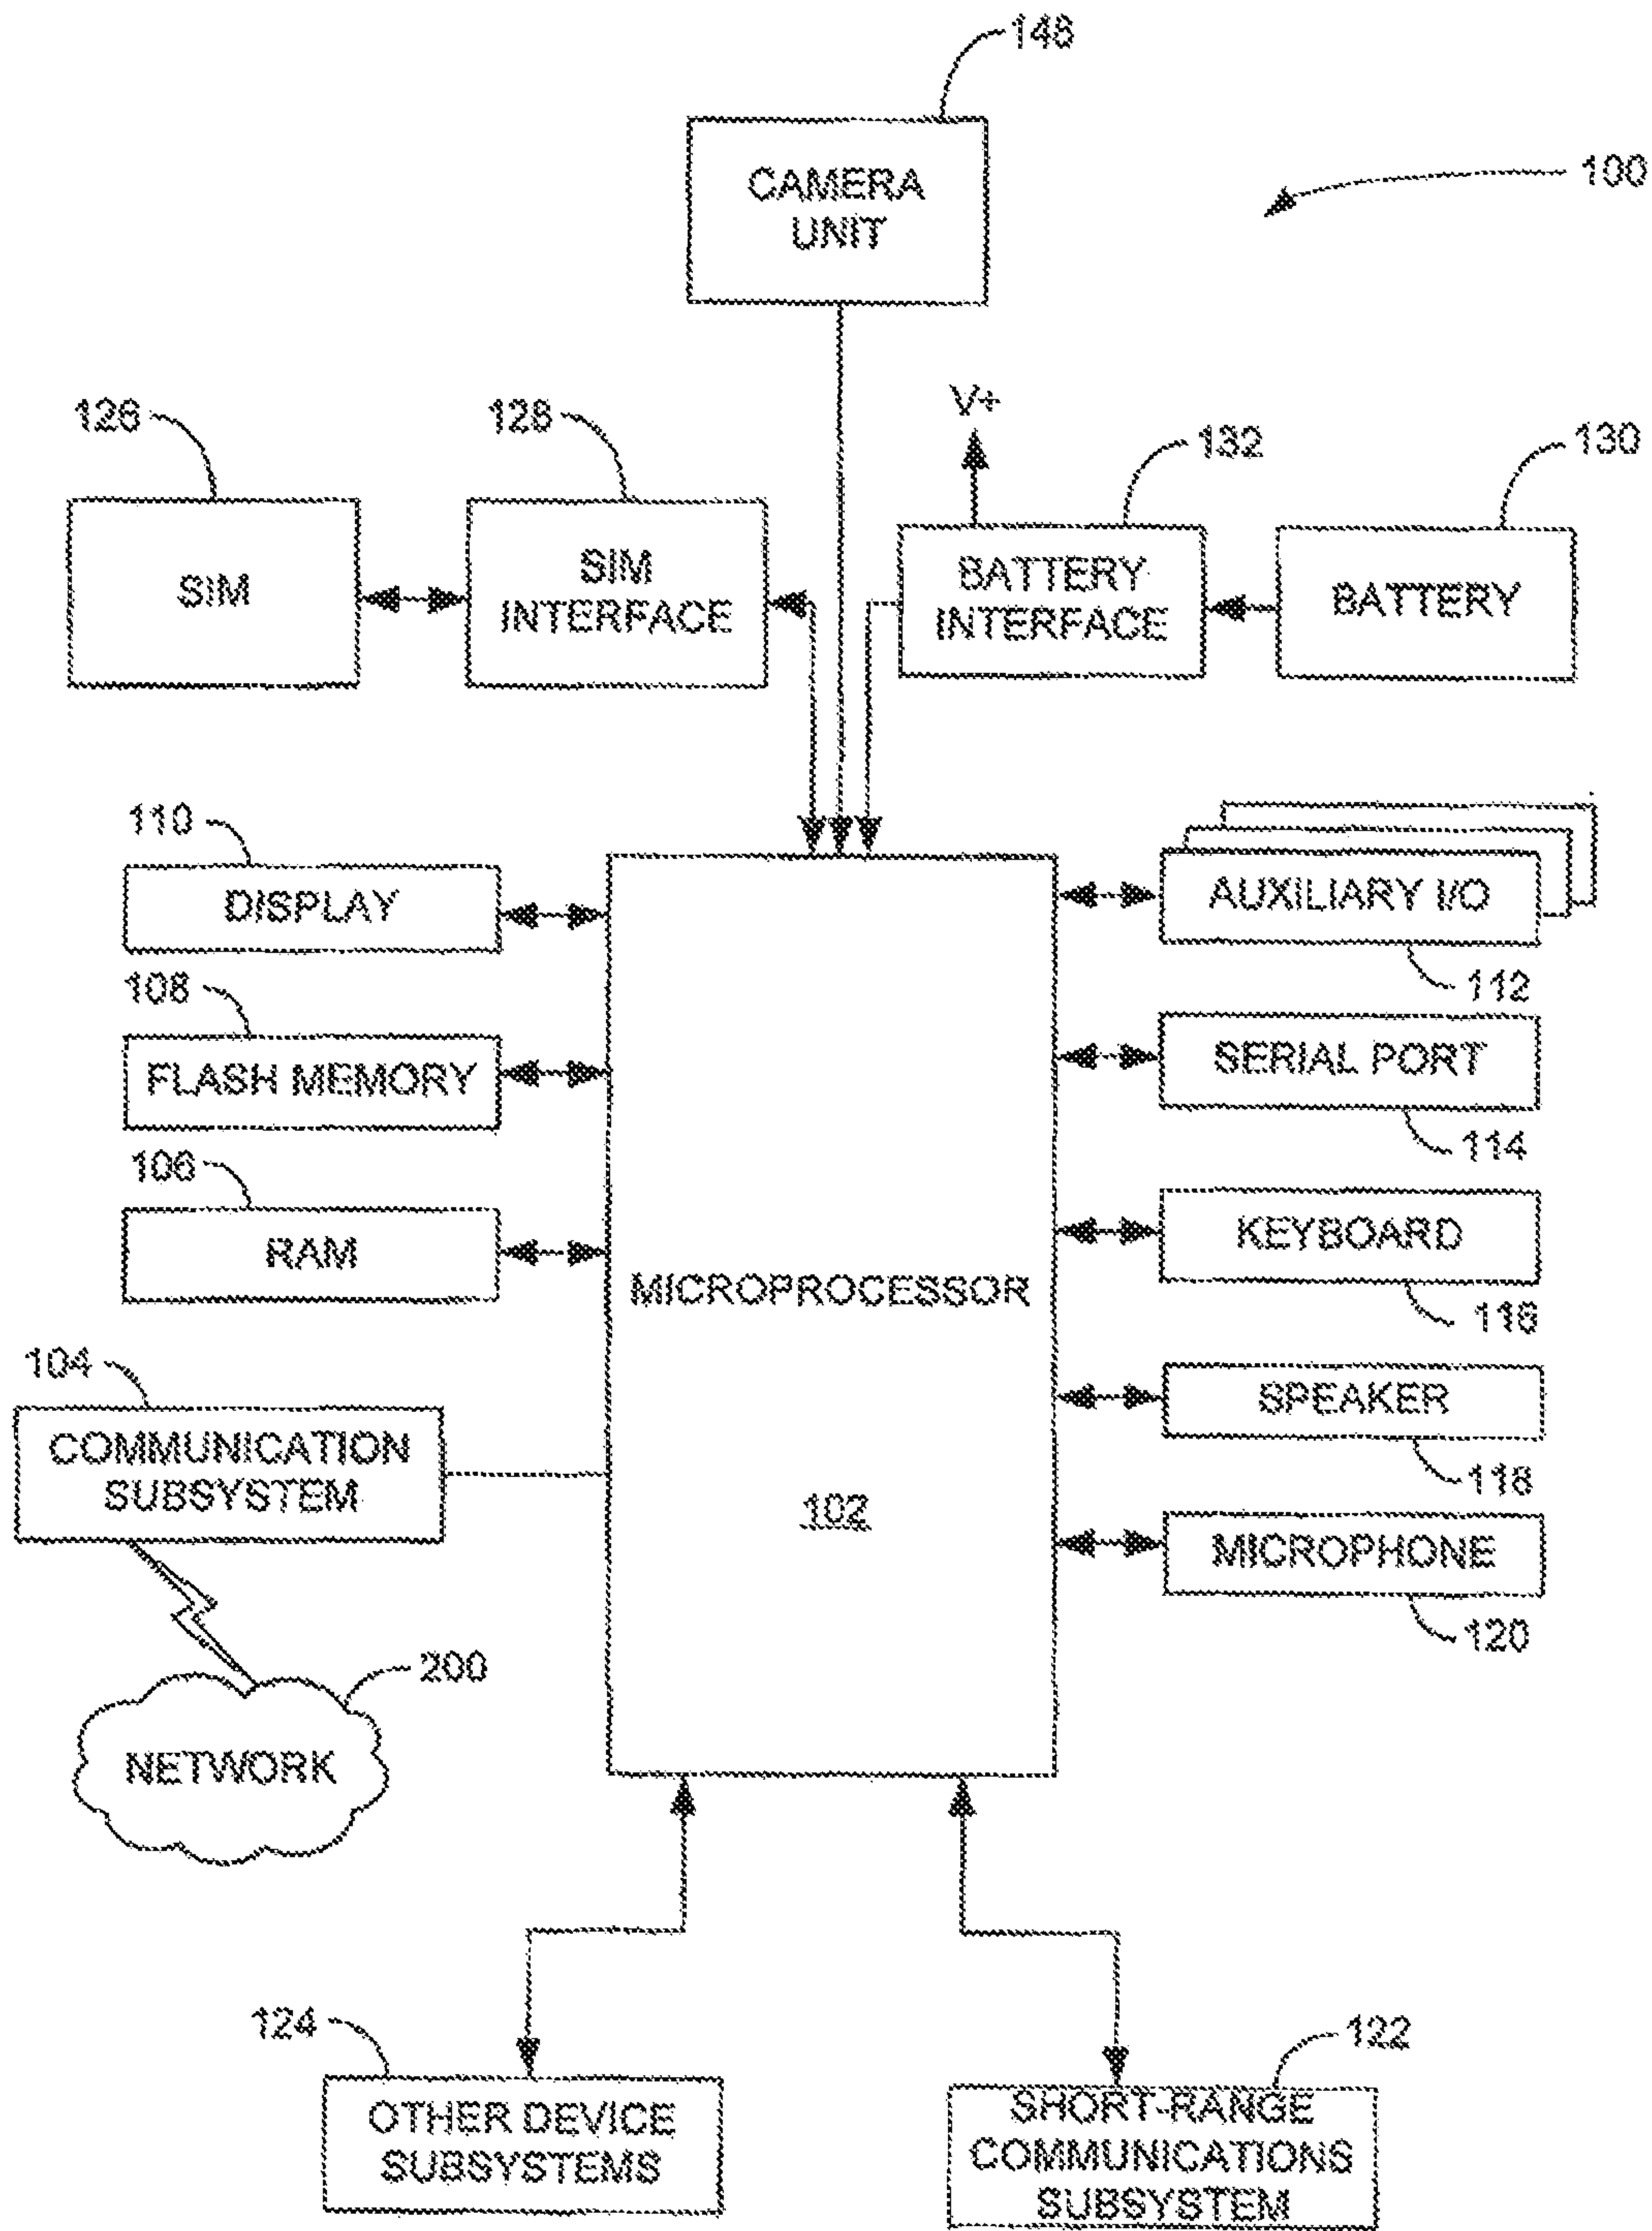 148
100
CAMERA
UNIT
V+
126
128
132
130
SIM
SIM
INTERFACE
BATTERY
INTERFACE
BATTERY
110
DISPLAY
AUXILIARY I/O
112
108
FLASH MEMORY
SERIAL PORT
114
106
RAM
KEYBOARD
116
MICROPROCESSOR
102
104
COMMUNICATION
SUBSYSTEM
SPEAKER
118
MICROPHONE
120
200
NETWORK
124
OTHER DEVICE
SUBSYSTEMS
122
SHORT-RANGE
COMMUNICATIONS
SUBSYSTEM